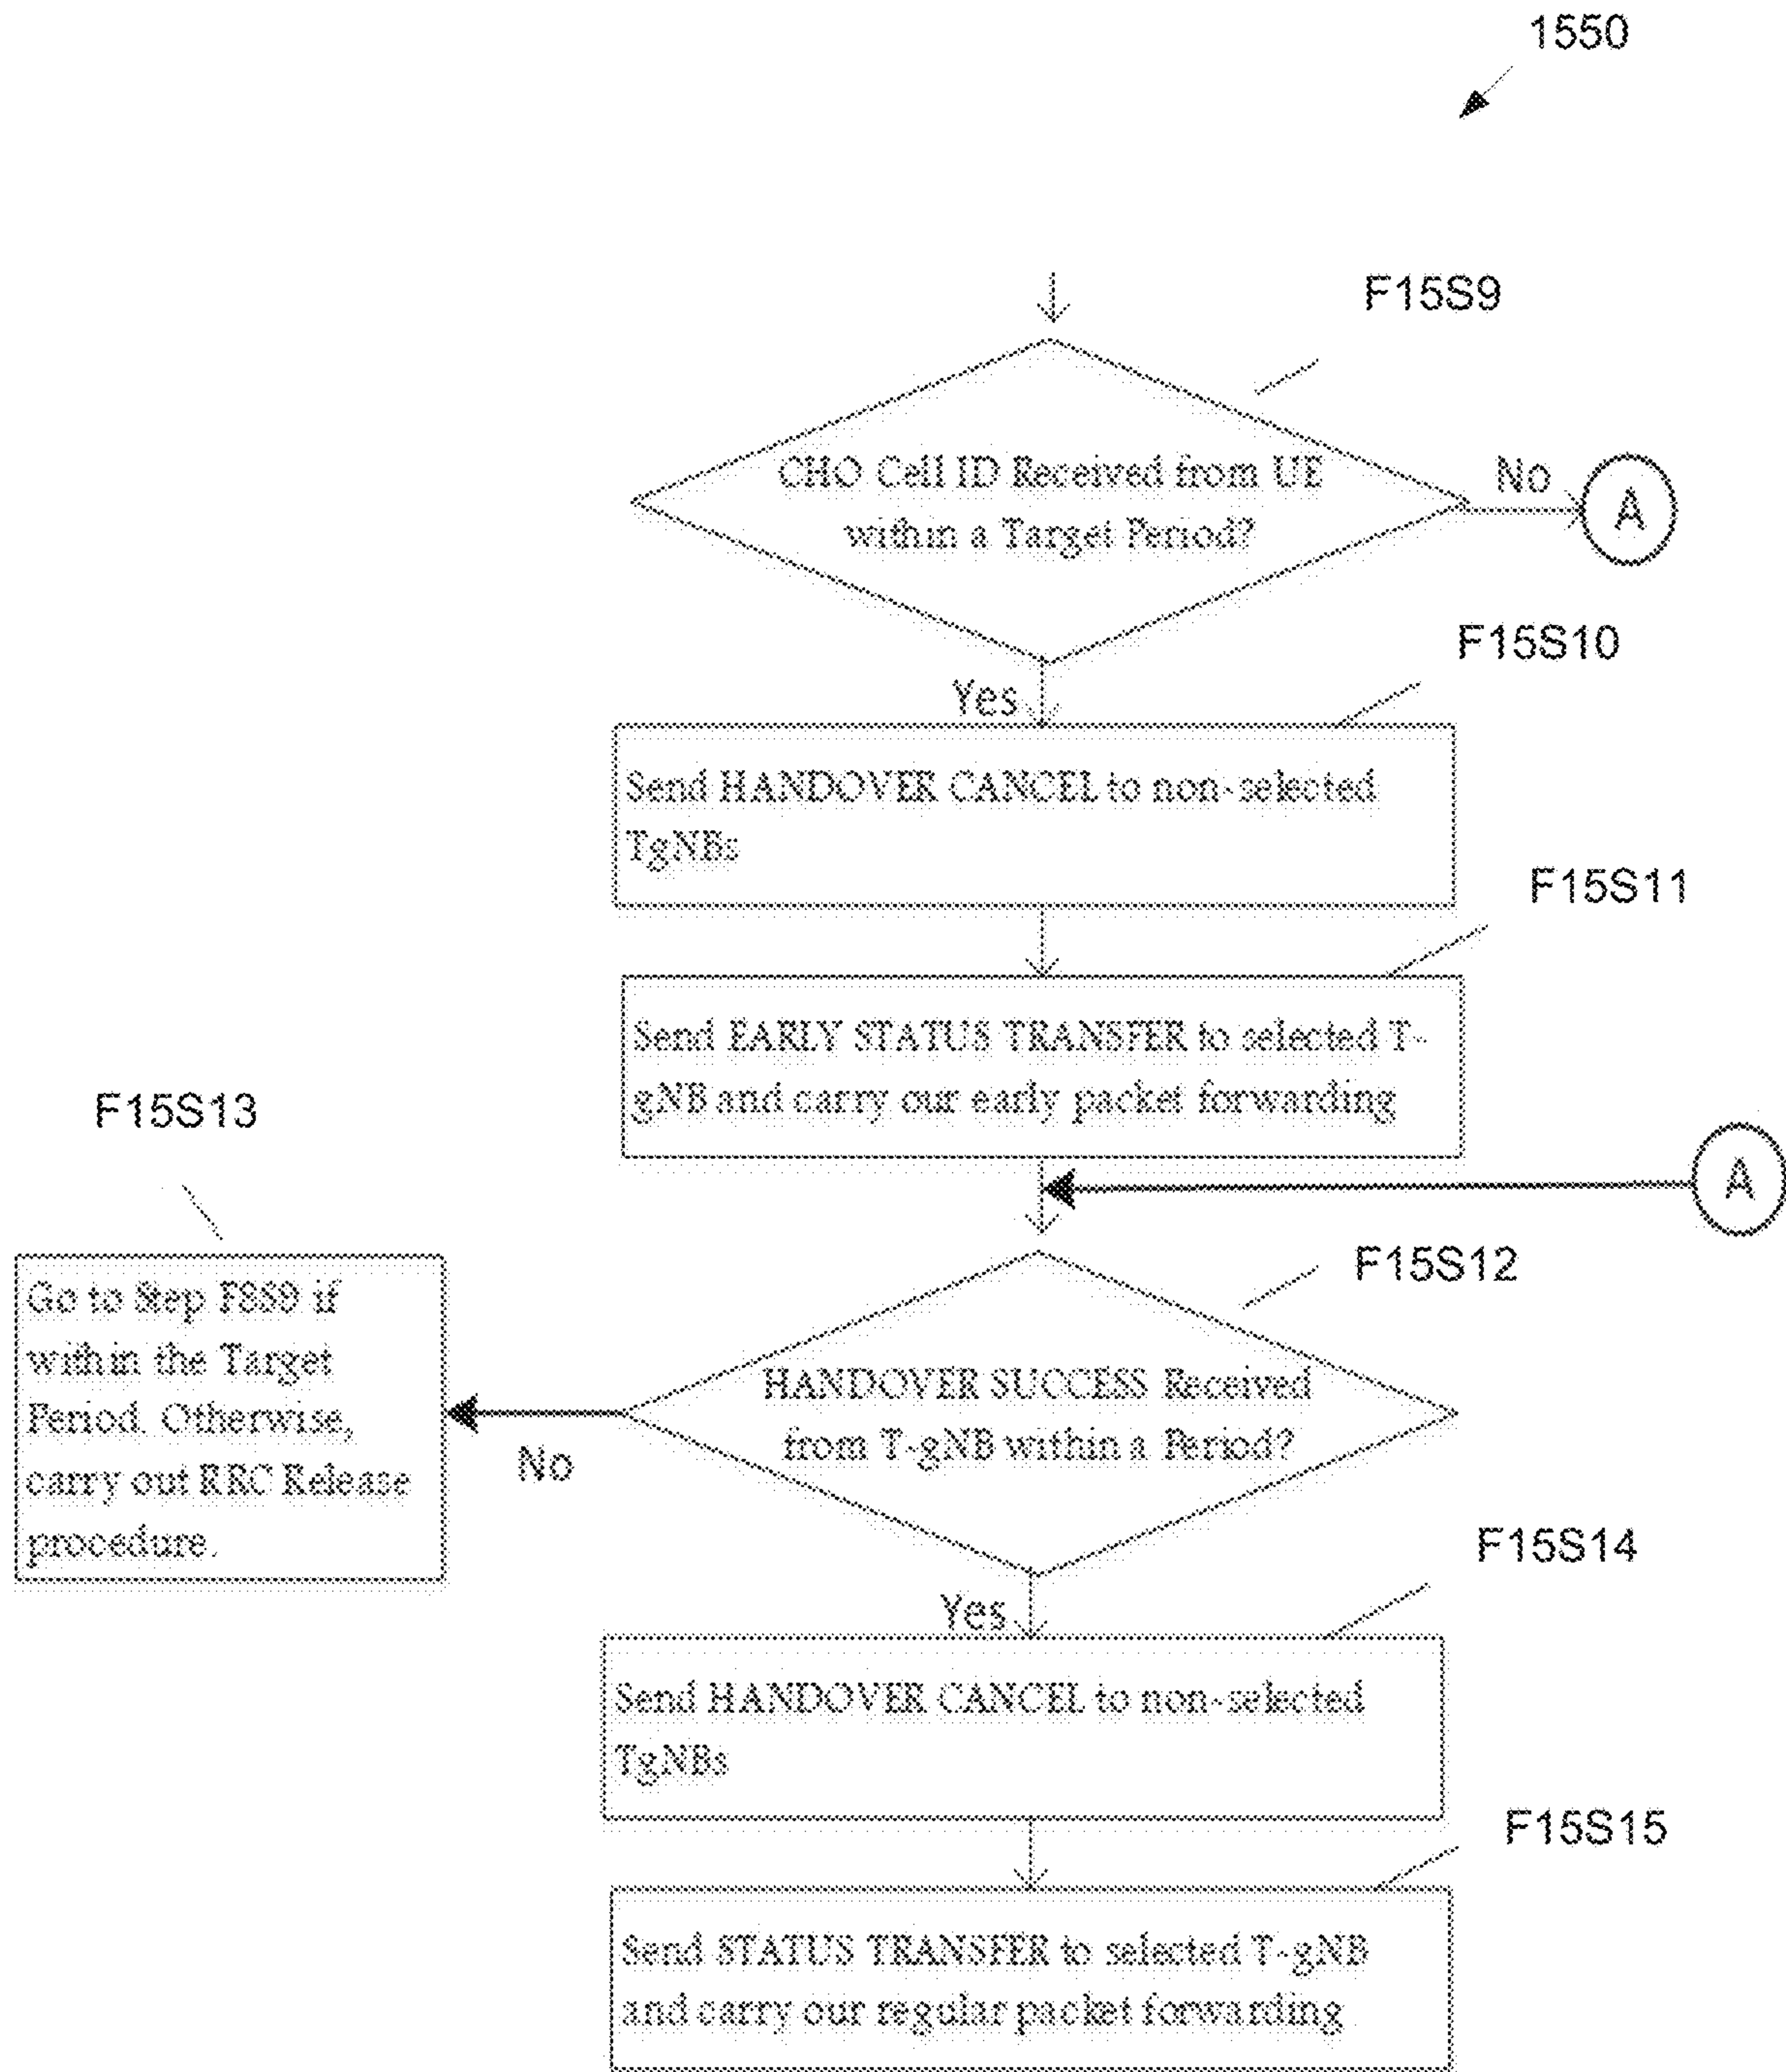 1550
F15S9
CHO Cell ID Received from UE
within a Target Period?
No
A
F15S10
Yes
Send HANDOVER CANCEL to non-selected
TgNBs
F15S11
Send EARLY STATUS TRANSFER to selected T-
gNB and carry our early packet forwarding
F15S13
A
Go to Step F8S9 if
within the Target
Period. Otherwise,
carry out RRC Release
procedure.
F15S12
HANDOVER SUCCESS Received
from T-gNB within a Period?
No
F15S14
Yes
Send HANDOVER CANCEL to non-selected
TgNBs
F15S15
Send STATUS TRANSFER to selected T-gNB
and carry our regular packet forwarding